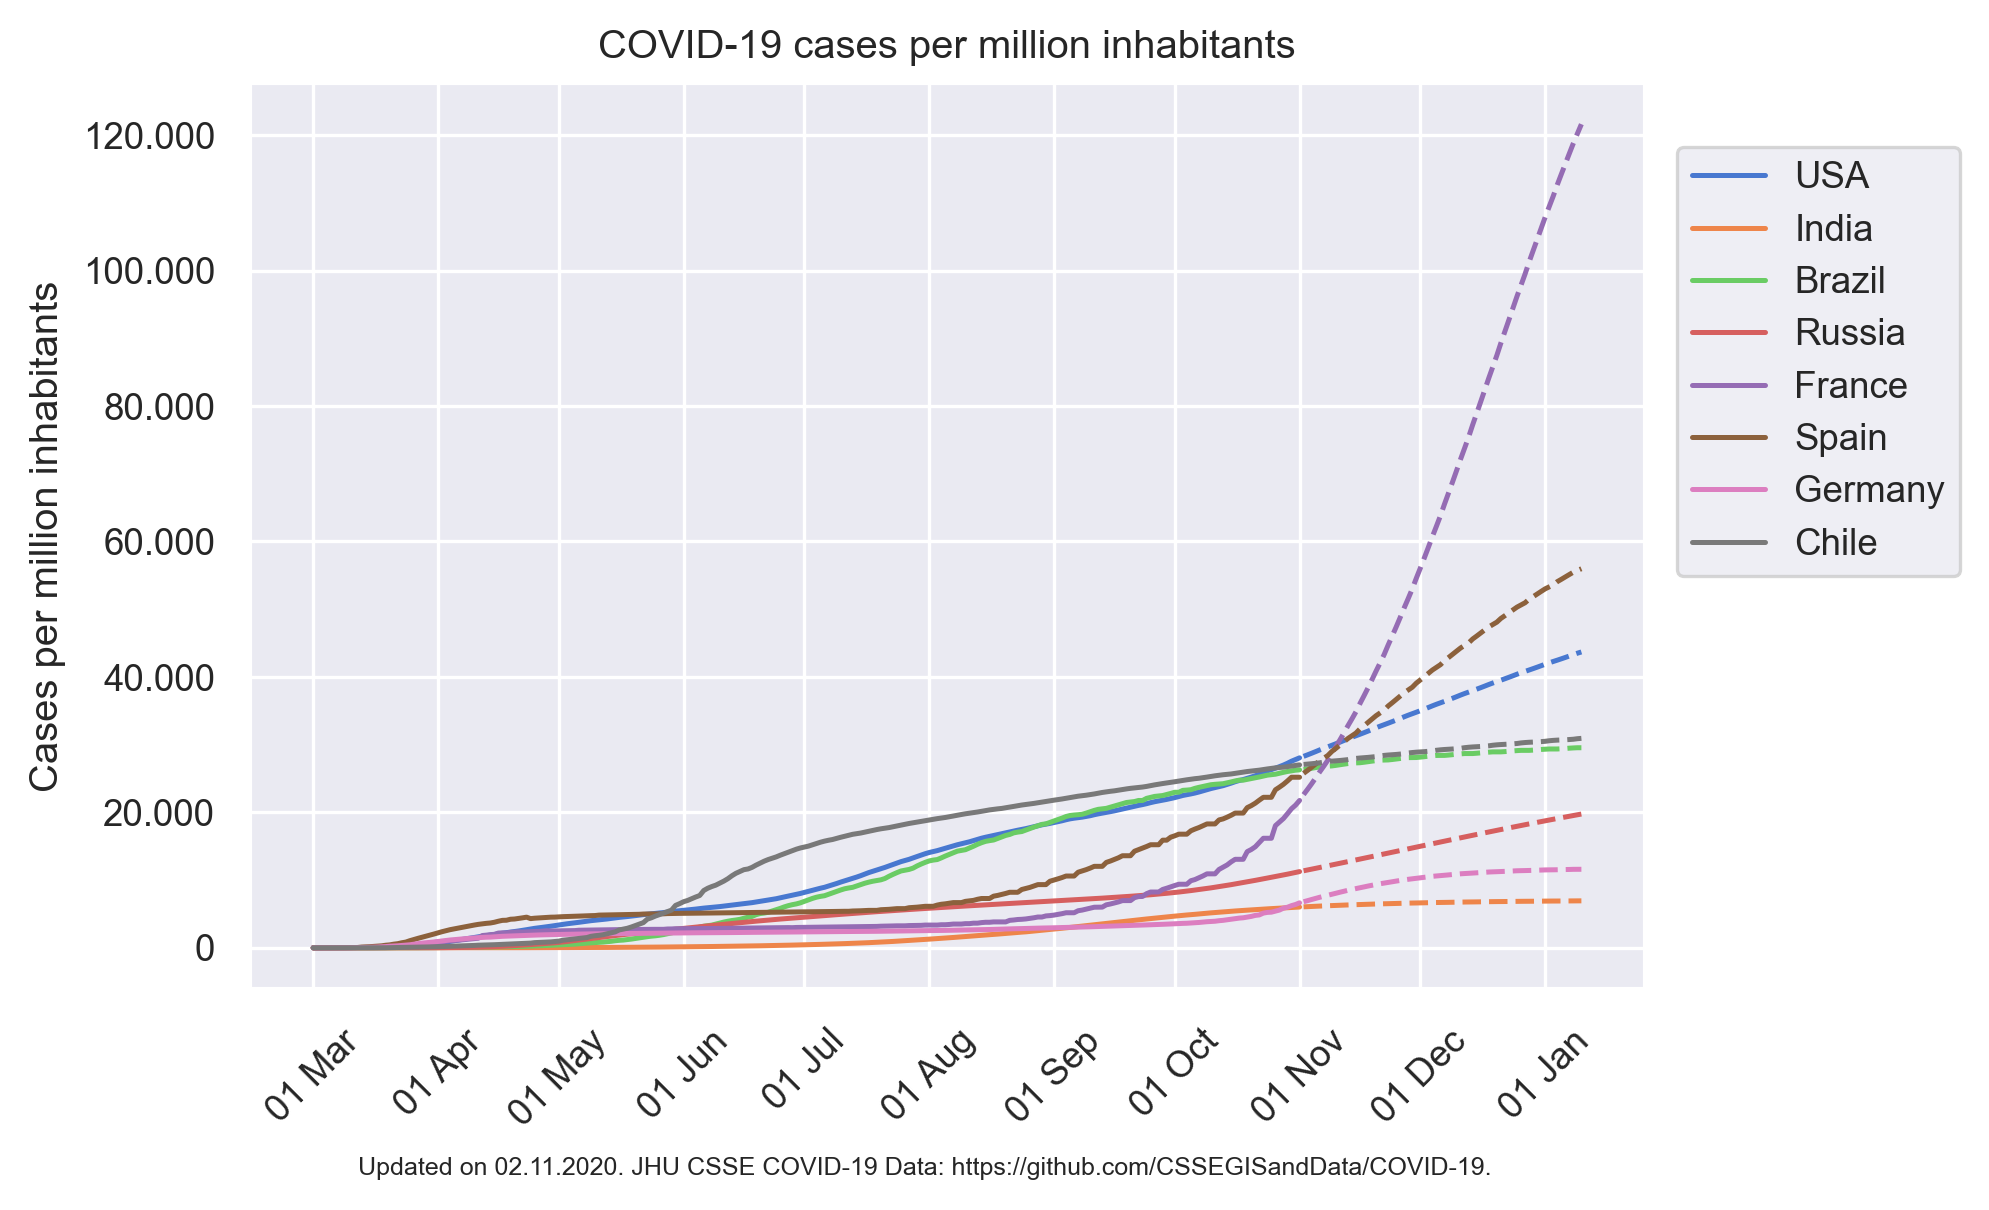 COVID-19 cases per million inhabitants
Cases per million inhabitants
120.000
100.000
80.000
60.000
40.000
20.000
0
01 Mar
01 Apr
01 May
01 Jun
01 Jul
01 Aug
01 Sep
01 Oct
01 Nov
01 Dec
01 Jan
USA
India
Brazil
Russia
France
Spain
Germany
Chile
Updated on 02.11.2020. JHU CSSE COVID-19 Data: https://github.com/CSSEGISandData/COVID-19.